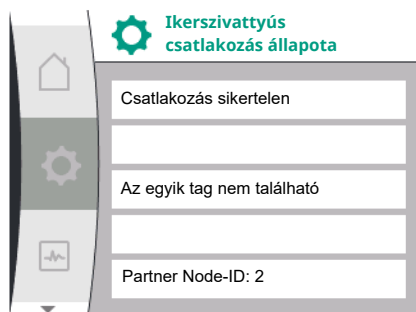 Ikerszivattyús
csatlakozás állapota
Csatlakozás sikertelen
Az egyik tag nem található
Partner Node-ID: 2